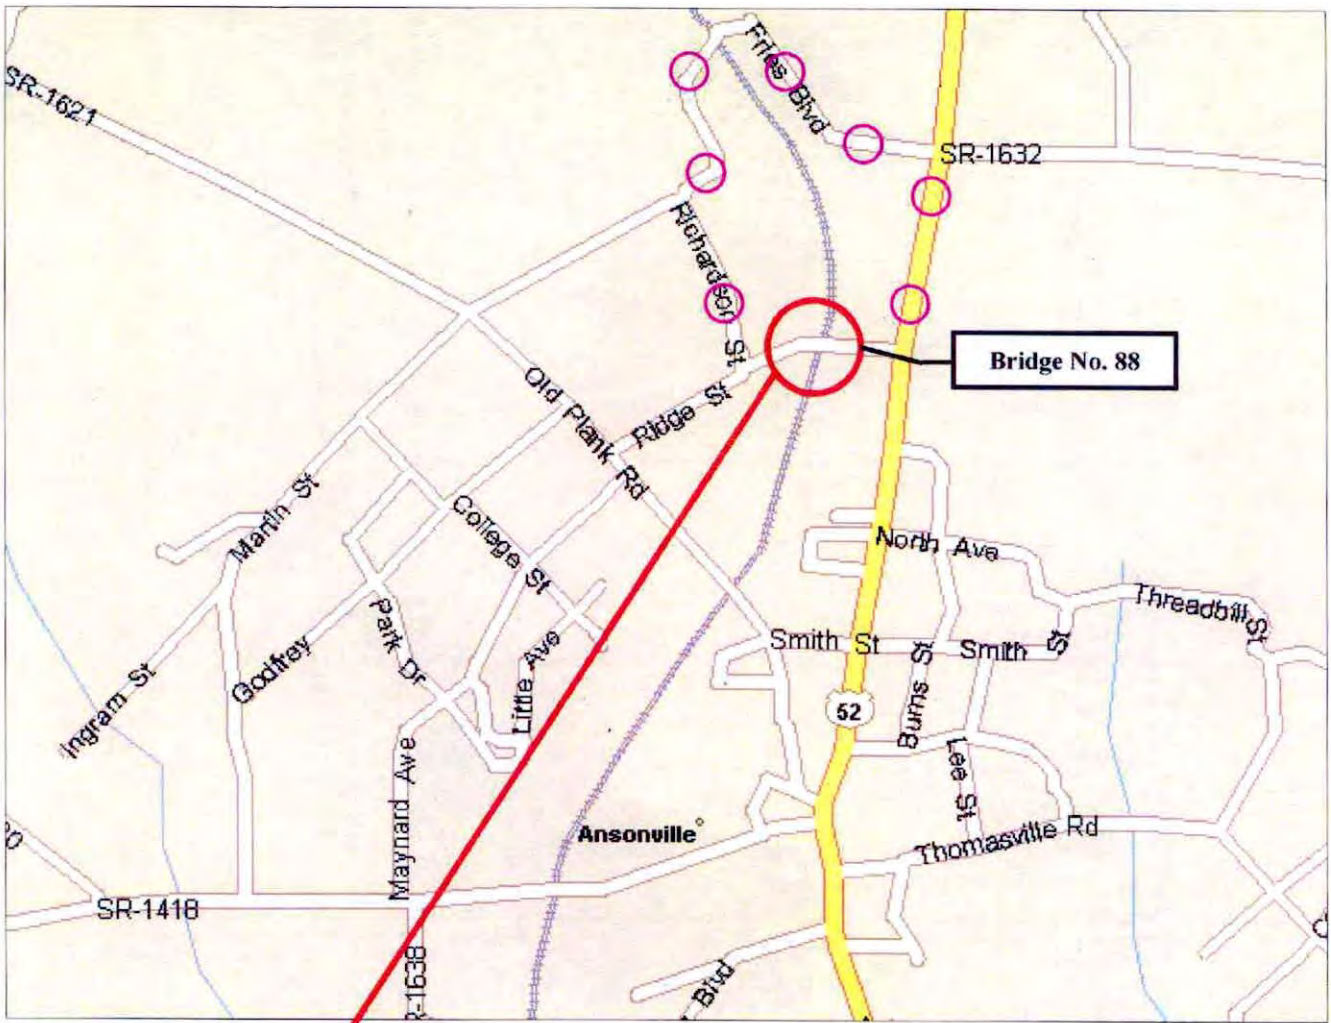 Fries Blvd
SR-1621
SR-1632
Richardson St
Bridge No. 88
Old Plank Rd
Ridge St
Martin St
College St
North Ave
Threadbill St
Park Dr
Smith St
Smith St
Godfrey
Little Ave
Ingram St
Burns St
52
Maynard Ave
Lee St
Ansonville
Thomasville Rd
SR-1418
R-1638
Blvd